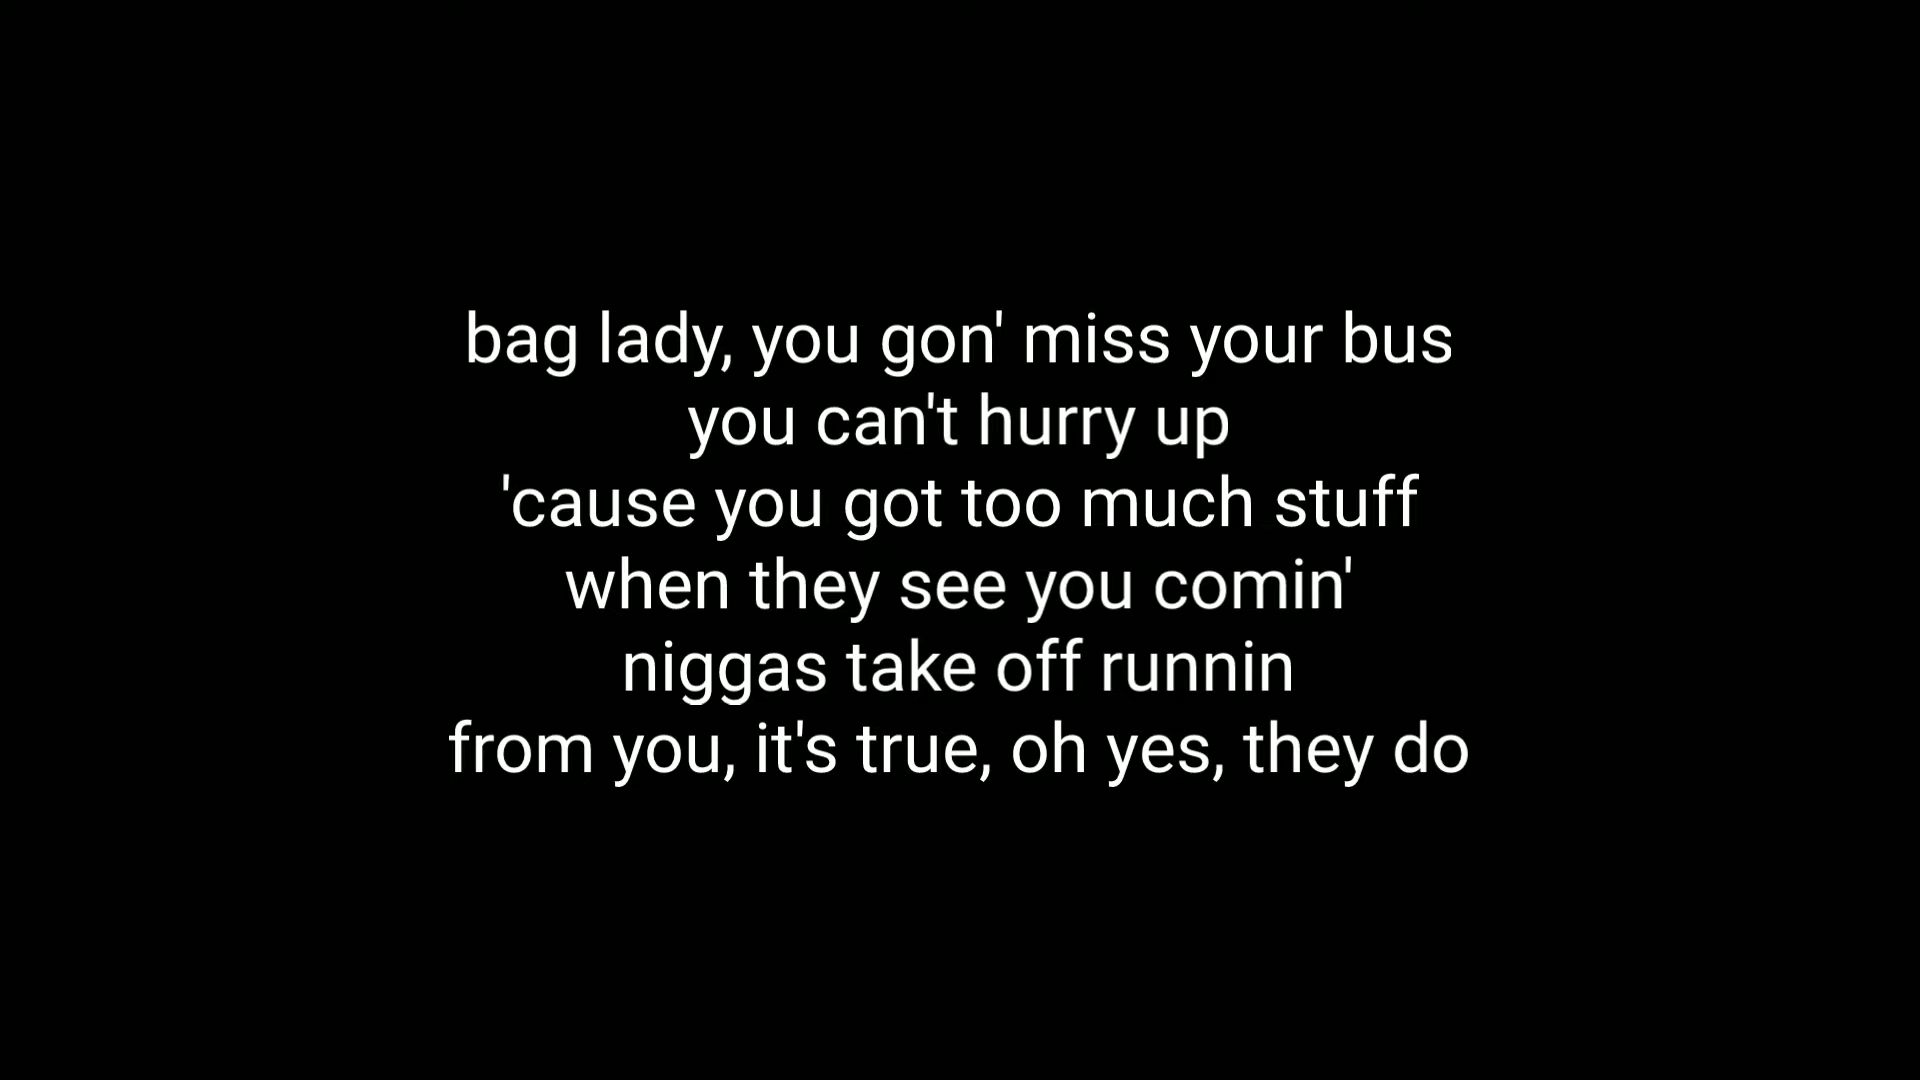 bag lady, you gon' miss your bus
you can't hurry up
'cause you got too much stuff
when they see you comin'
niggas take off runnin
from you, it's true, oh yes, they do